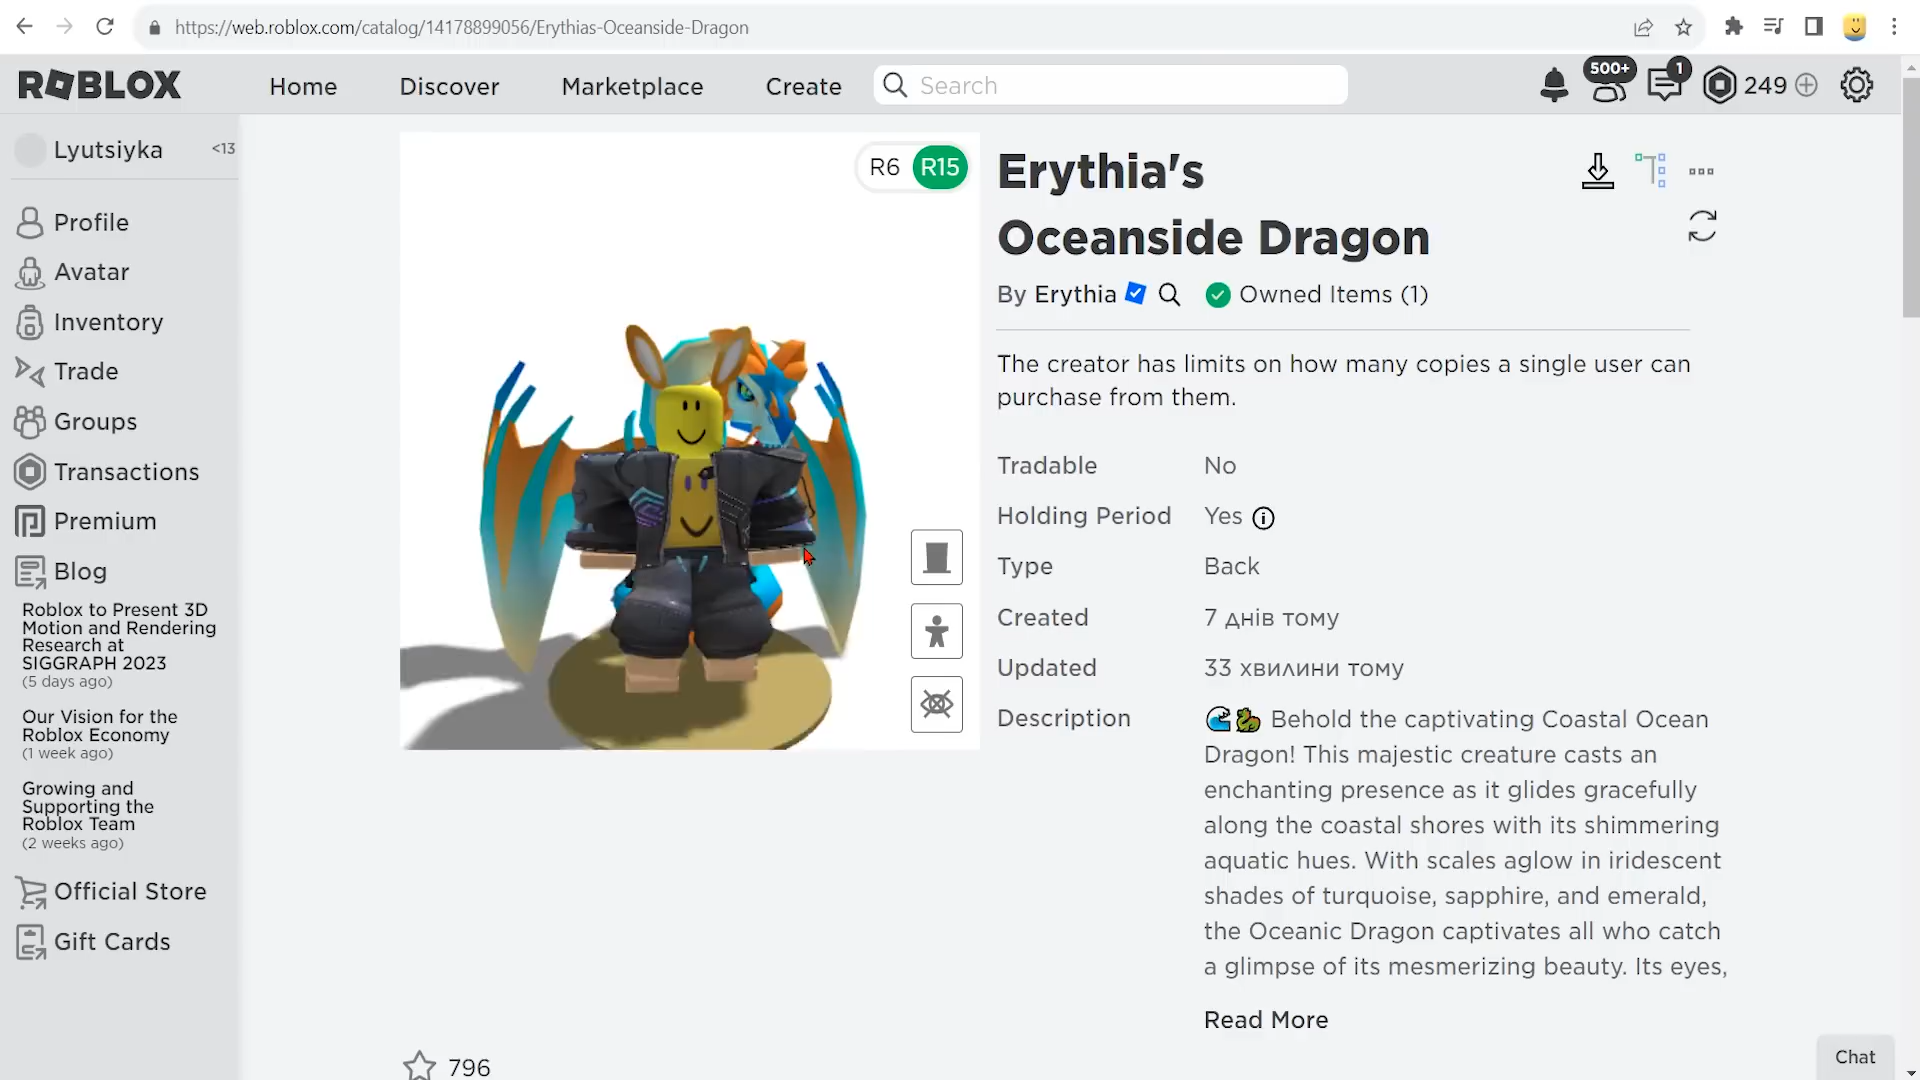 https://web.roblox.com/catalog/14178899056/Erythias-Oceanside-Dragon
ROBLOX
Home
Discover
Marketplace
Create
Search
500+
1
249
Lyutsiyka
<13
Profile
Avatar
Inventory
Trade
Groups
Transactions
Premium
Blog
Roblox to Present 3D
Motion and Rendering
Research at
SIGGRAPH 2023
(5 days ago)
Our Vision for the
Roblox Economy
(1 week ago)
Growing and
Supporting the
Roblox Team
(2 weeks ago)
Official Store
Gift Cards
R6 R15
796
Erythia's
Oceanside Dragon
By Erythia
Owned Items (1)
The creator has limits on how many copies a single user can
purchase from them.
Tradable No
Holding Period Yes
Type Back
Created 7 днів тому
Updated 33 хвилини тому
Description 🌊🐉 Behold the captivating Coastal Ocean
Dragon! This majestic creature casts an
enchanting presence as it glides gracefully
along the coastal shores with its shimmering
aquatic hues. With scales aglow in iridescent
shades of turquoise, sapphire, and emerald,
the Oceanic Dragon captivates all who catch
a glimpse of its mesmerizing beauty. Its eyes,
Read More
Chat